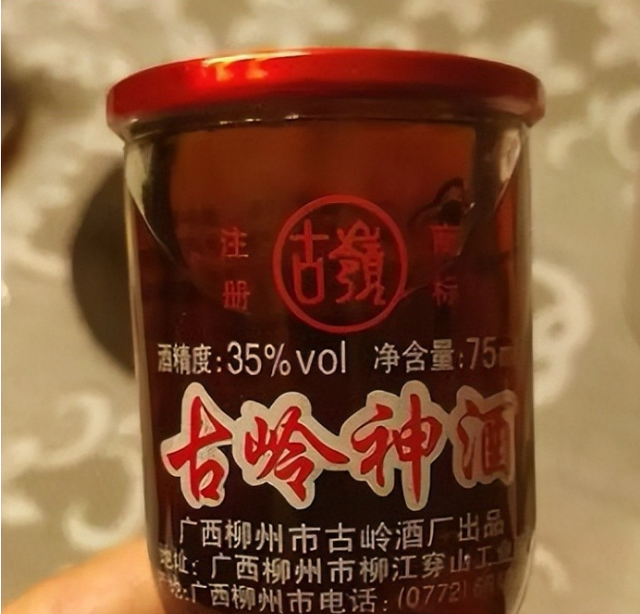 注册 古嶺 商标
酒精度:35%vol 净含量:75m
古岭神酒
广西柳州市古岭酒厂出品
地址: 广西柳州市柳江穿山工业
产地:广西柳州市电话:(0772)